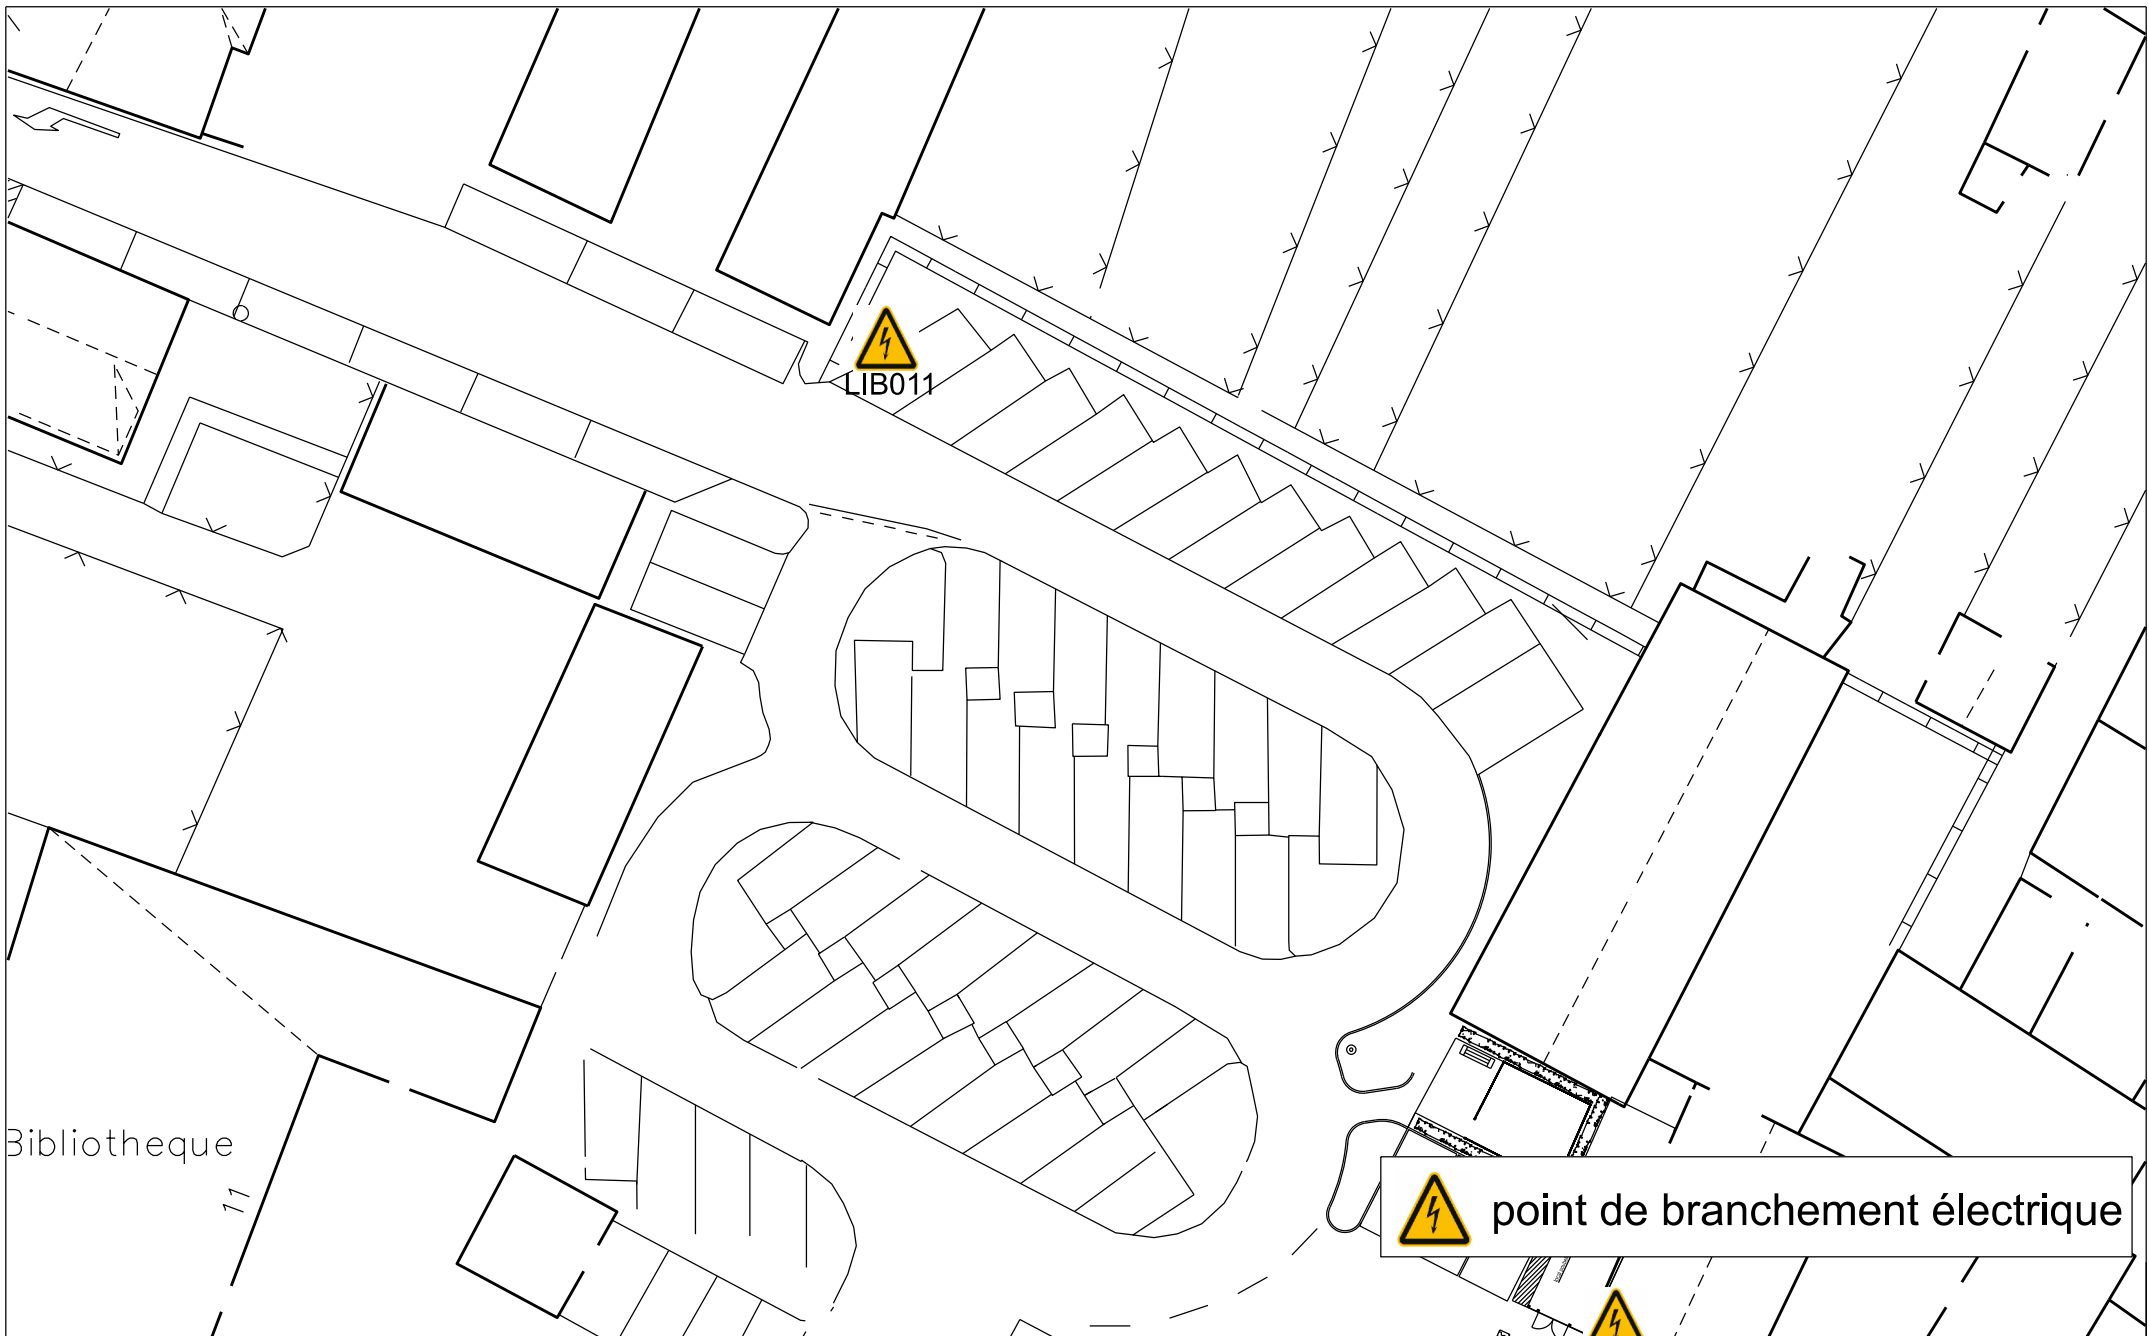 LIB011
Bibliotheque
11
point de branchement électrique